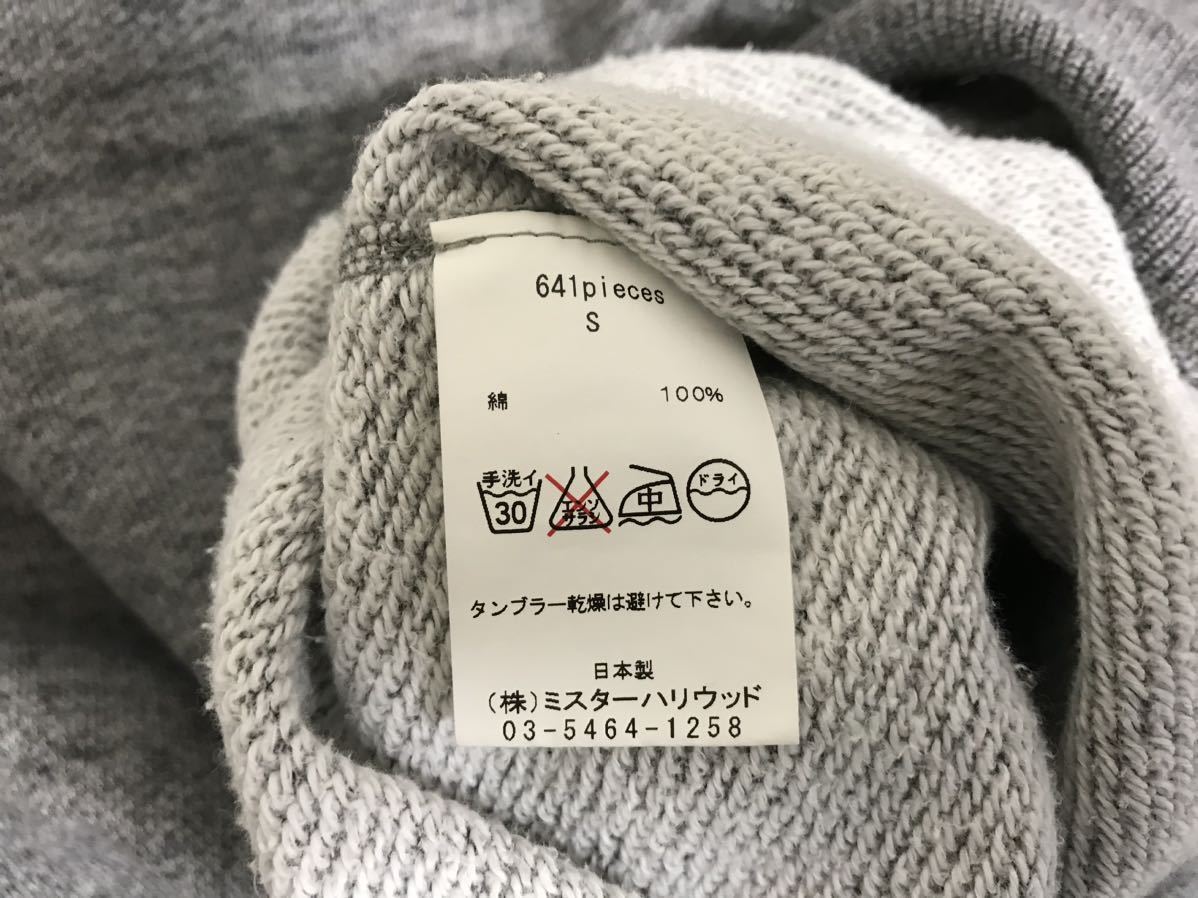 641pieces
S
綿 100%
手洗イ
30
エンソ
サラシ
中
ドライ
タンブラー乾燥は避けて下さい。
日本製
(株)ミスターハリウッド
03-5464-1258